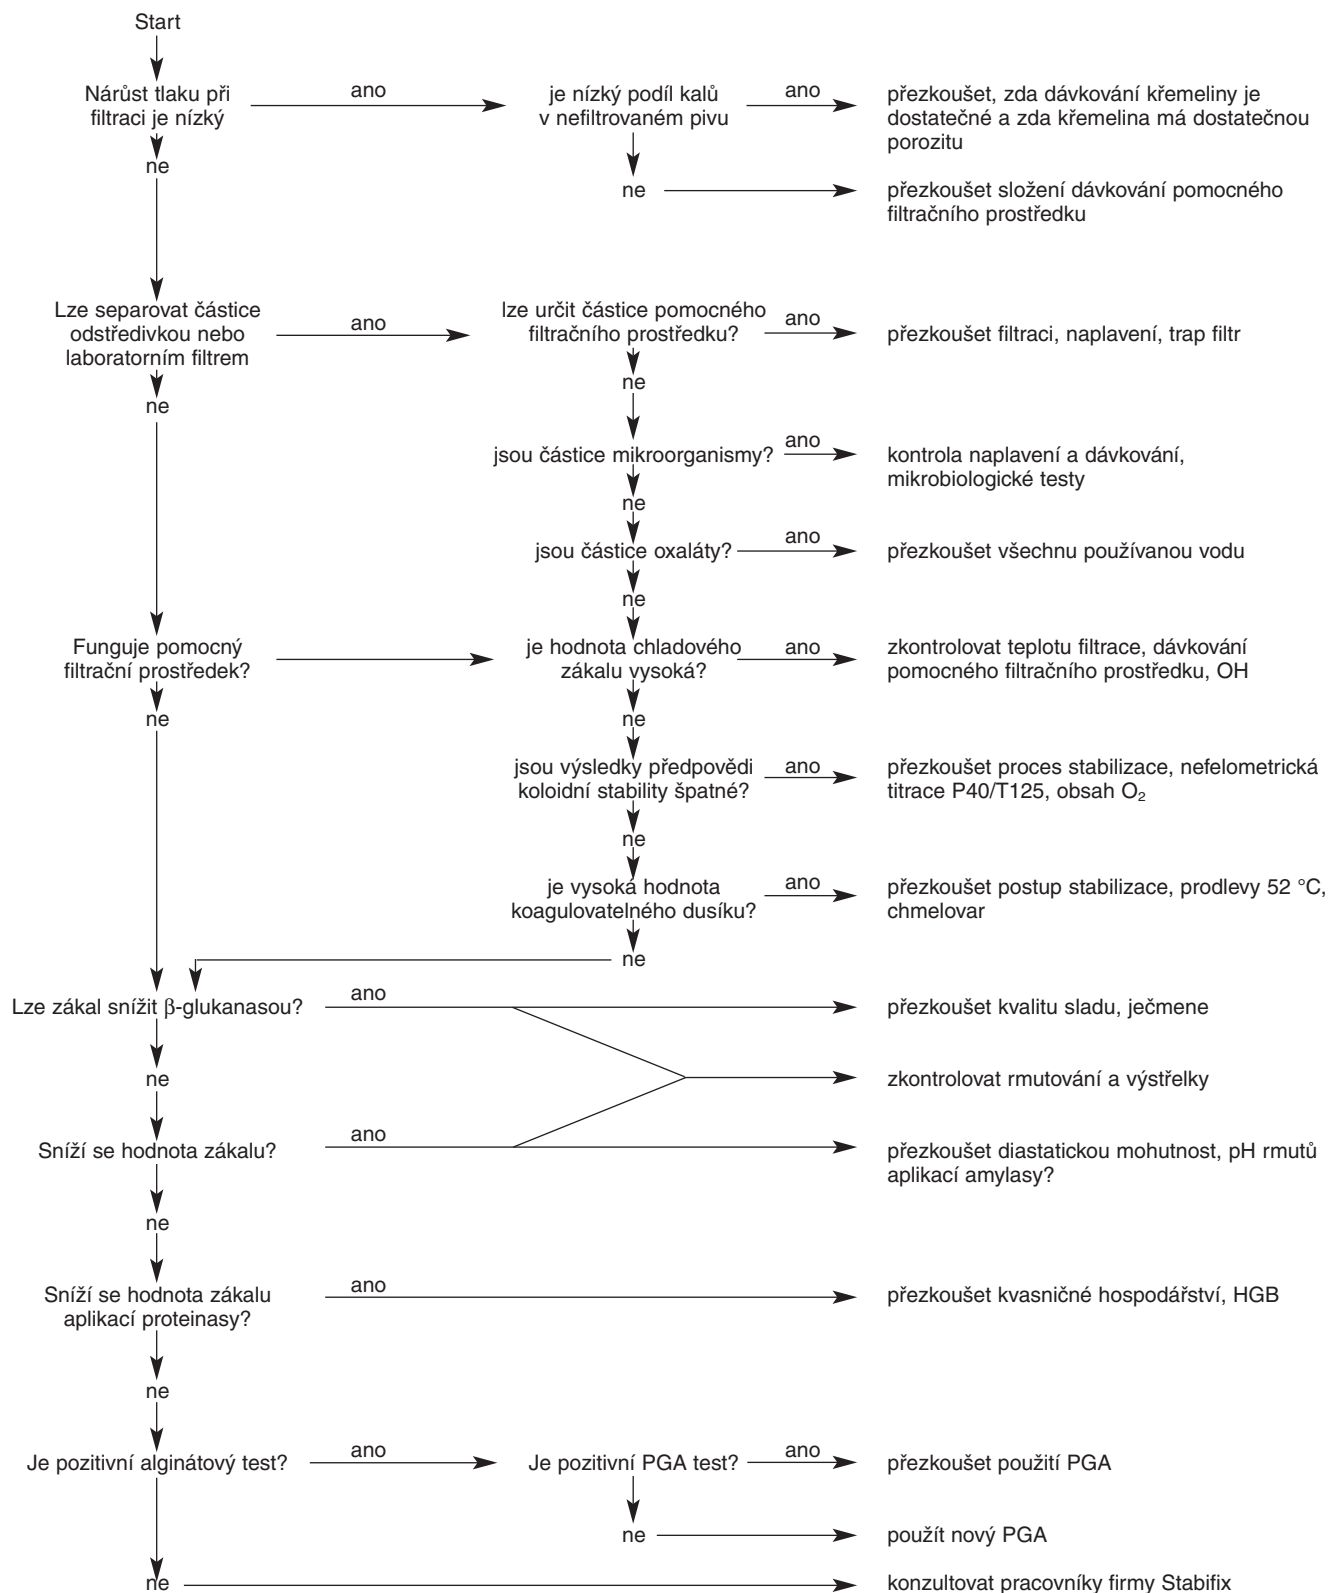 Start
Nárůst tlaku při
filtraci je nízký
ano
je nízký podíl kalů
v nefiltrovaném pivu
ano
přezkoušet, zda dávkování křemeliny je
dostatečné a zda křemelina má dostatečnou
porozitu
ne
ne
přezkoušet složení dávkování pomocného
filtračního prostředku
Lze separovat částice
odstředivkou nebo
laboratorním filtrem
ano
lze určit částice pomocného
filtračního prostředku?
ano
přezkoušet filtraci, naplavení, trap filtr
ne
ne
jsou částice mikroorganismy?
ano
kontrola naplavení a dávkování,
mikrobiologické testy
ne
jsou částice oxaláty?
ano
přezkoušet všechnu používanou vodu
ne
Funguje pomocný
filtrační prostředek?
je hodnota chladového
zákalu vysoká?
ano
zkontrolovat teplotu filtrace, dávkování
pomocného filtračního prostředku, OH
ne
ne
jsou výsledky předpovědi
koloidní stability špatné?
ano
přezkoušet proces stabilizace, nefelometrická
titrace P40/T125, obsah O₂
ne
je vysoká hodnota
koagulovatelného dusíku?
ano
přezkoušet postup stabilizace, prodlevy 52 °C,
chmelovar
ne
Lze zákal snížit β-glukanasou?
ano
přezkoušet kvalitu sladu, ječmene
ne
zkontrolovat rmutování a výstřelky
Sníží se hodnota zákalu?
ano
přezkoušet diastatickou mohutnost, pH rmutů
aplikací amylasy?
ne
Sníží se hodnota zákalu
aplikací proteinasy?
ano
přezkoušet kvasničné hospodářství, HGB
ne
Je pozitivní alginátový test?
ano
Je pozitivní PGA test?
ano
přezkoušet použití PGA
ne
použít nový PGA
ne
konzultovat pracovníky firmy Stabifix